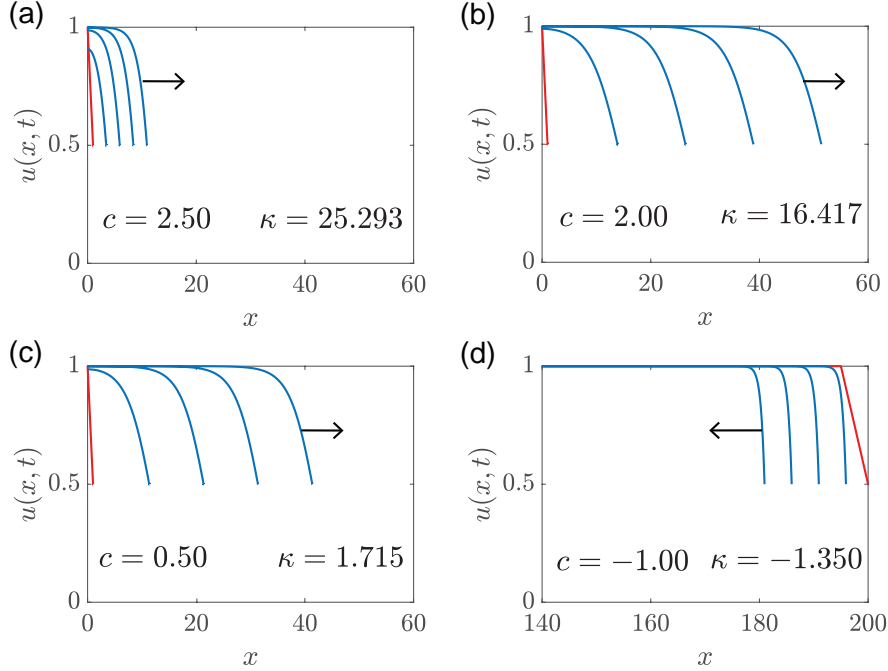 (a)
1
0.5
0
u(x, t)
c = 2.50
κ = 25.293
0
20
40
60
x
(b)
1
0.5
0
u(x, t)
c = 2.00
κ = 16.417
0
20
40
60
x
(c)
1
0.5
0
u(x, t)
c = 0.50
κ = 1.715
0
20
40
60
x
(d)
1
0.5
0
u(x, t)
c = −1.00
κ = −1.350
140
160
180
200
x